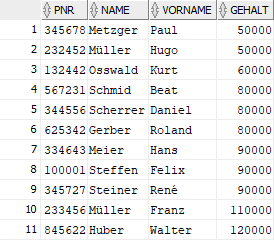 PNR NAME VORNAME GEHALT
1 345678 Metzger Paul 50000
2 232452 Müller Hugo 50000
3 132442 Osswald Kurt 60000
4 567231 Schmid Beat 80000
5 344556 Scherrer Daniel 80000
6 625342 Gerber Roland 80000
7 334643 Meier Hans 90000
8 100001 Steffen Felix 90000
9 345727 Steiner René 90000
10 233456 Müller Franz 110000
11 845622 Huber Walter 120000